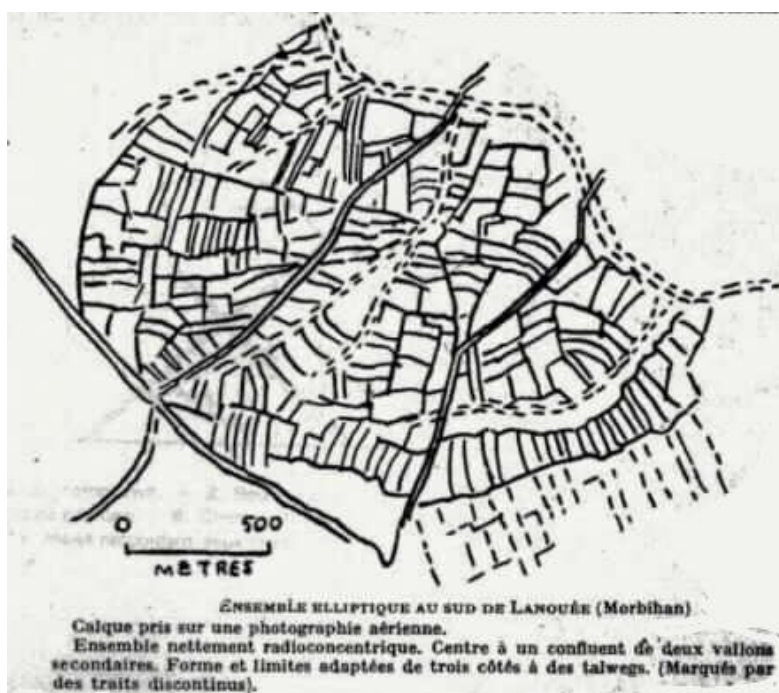 0 500
METRES
ENSEMBLE ELLIPTIQUE AU SUD DE LANOUÉE (Morbihan)
Calque pris sur une photographie aérienne.
Ensemble nettement radioconcentrique. Centre à un confluent de deux vallons
secondaires. Forme et limites adaptées de trois côtés à des talwegs. (Marqués par
des traits discontinus).